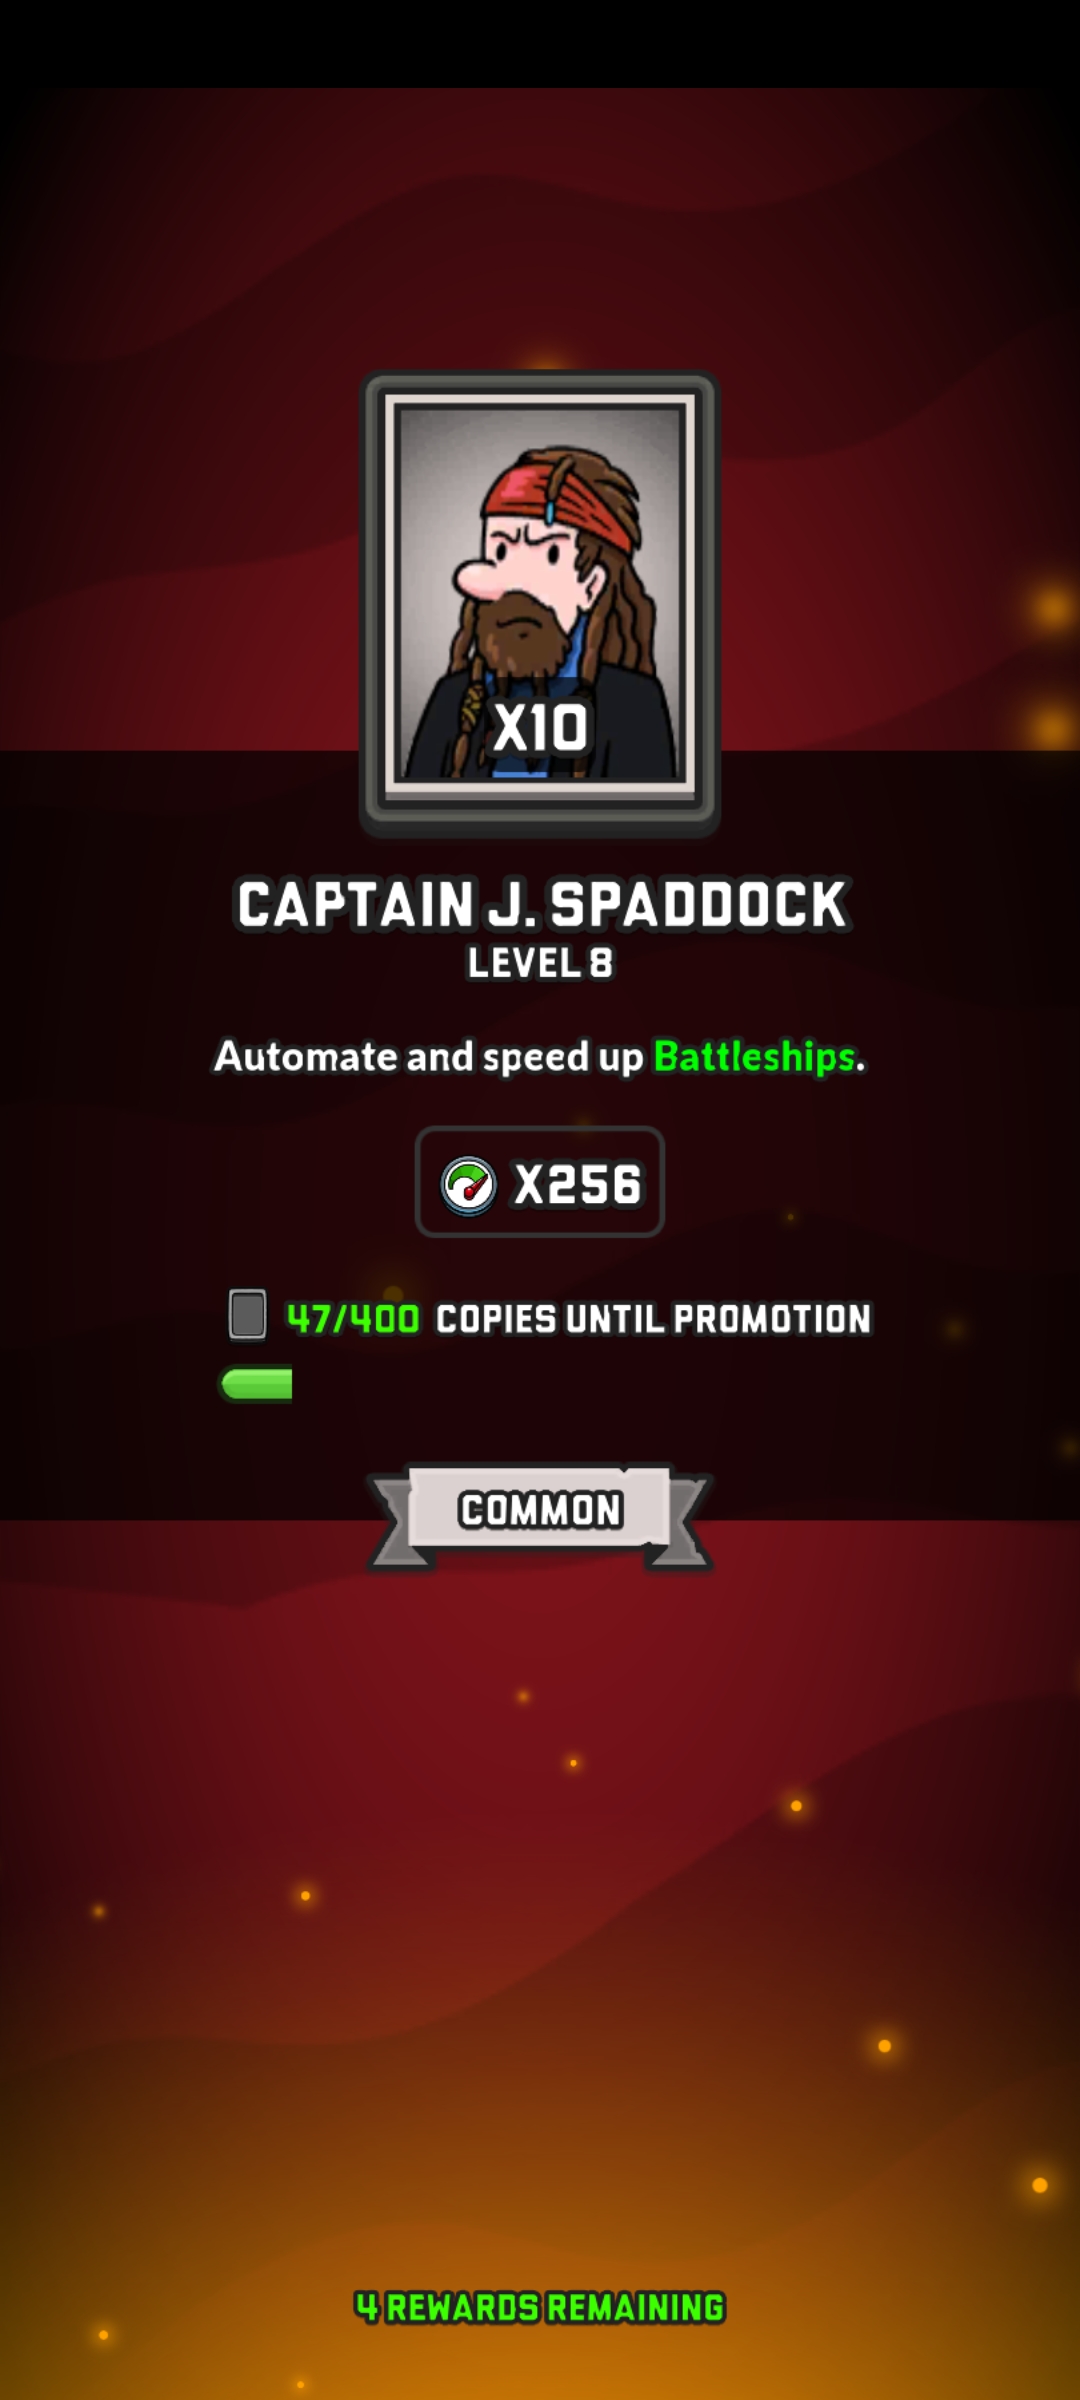 X10
CAPTAIN J. SPADDOCK
LEVEL 8
Automate and speed up Battleships.
X256
47/400 COPIES UNTIL PROMOTION
COMMON
4 REWARDS REMAINING